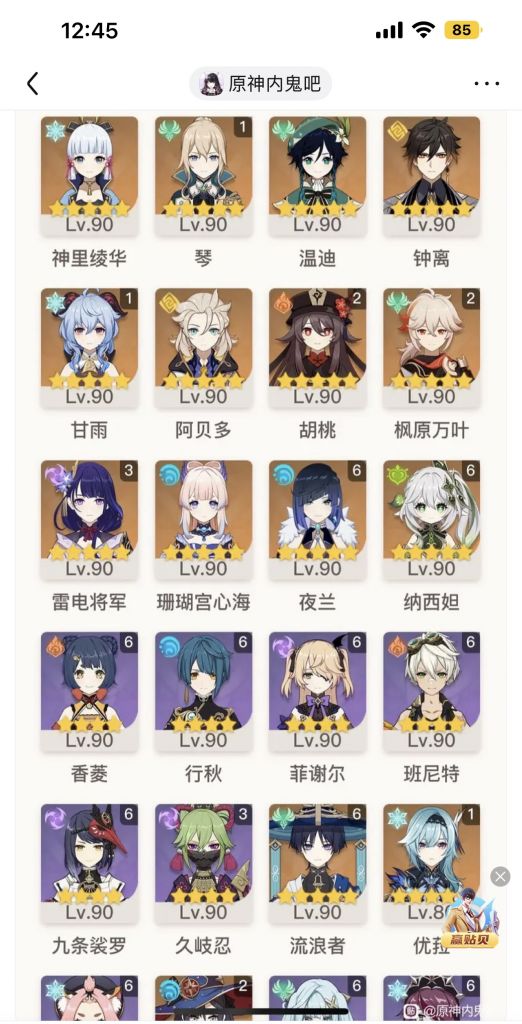 12:45
85
原神内鬼吧
1
Lv.90
Lv.90
Lv.90
Lv.90
神里绫华
琴
温迪
钟离
1
2
2
Lv.90
Lv.90
Lv.90
Lv.90
甘雨
阿贝多
胡桃
枫原万叶
3
6
6
Lv.90
Lv.90
Lv.90
Lv.90
雷电将军
珊瑚宫心海
夜兰
纳西妲
6
6
6
6
Lv.90
Lv.90
Lv.90
Lv.90
香菱
行秋
菲谢尔
班尼特
6
3
6
1
Lv.90
Lv.90
Lv.90
Lv.8
九条裟罗
久岐忍
流浪者
优拉
赢贴贝
6
2
6
6
贴 @原神内鬼